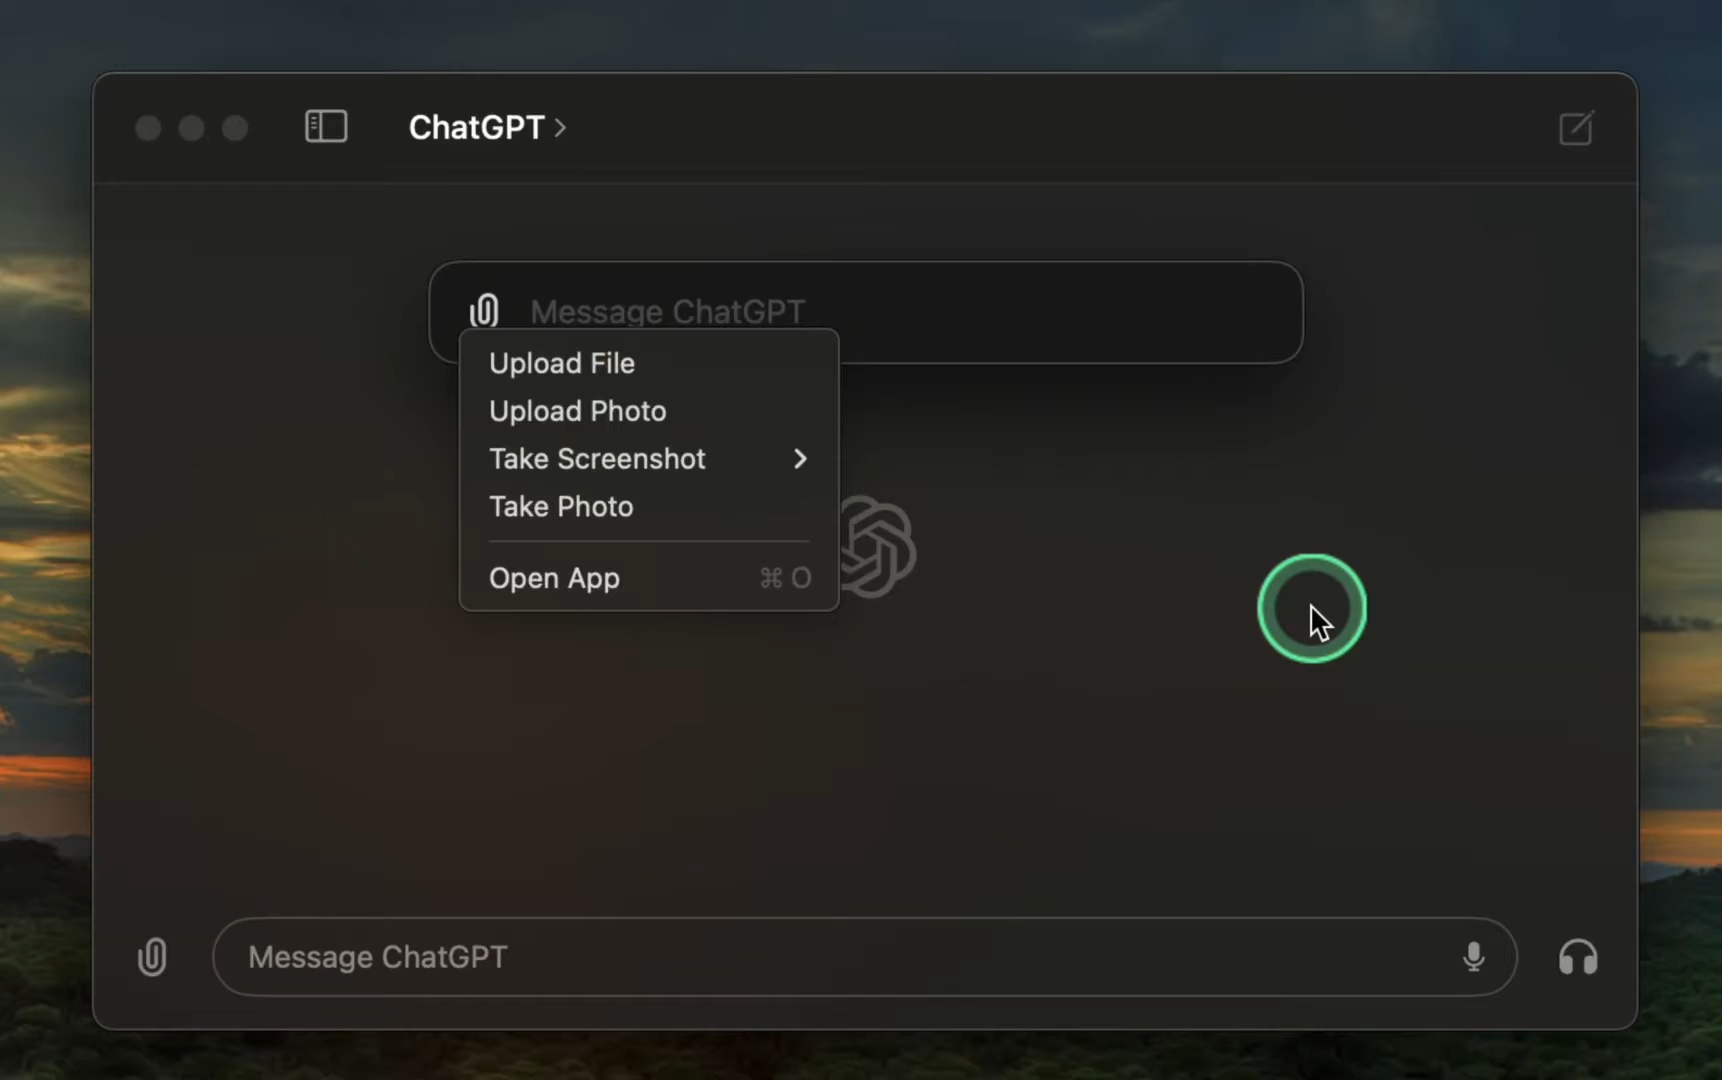 ChatGPT
Message ChatGPT
Upload File
Upload Photo
Take Screenshot
Take Photo
Open App ⌘ O
Message ChatGPT